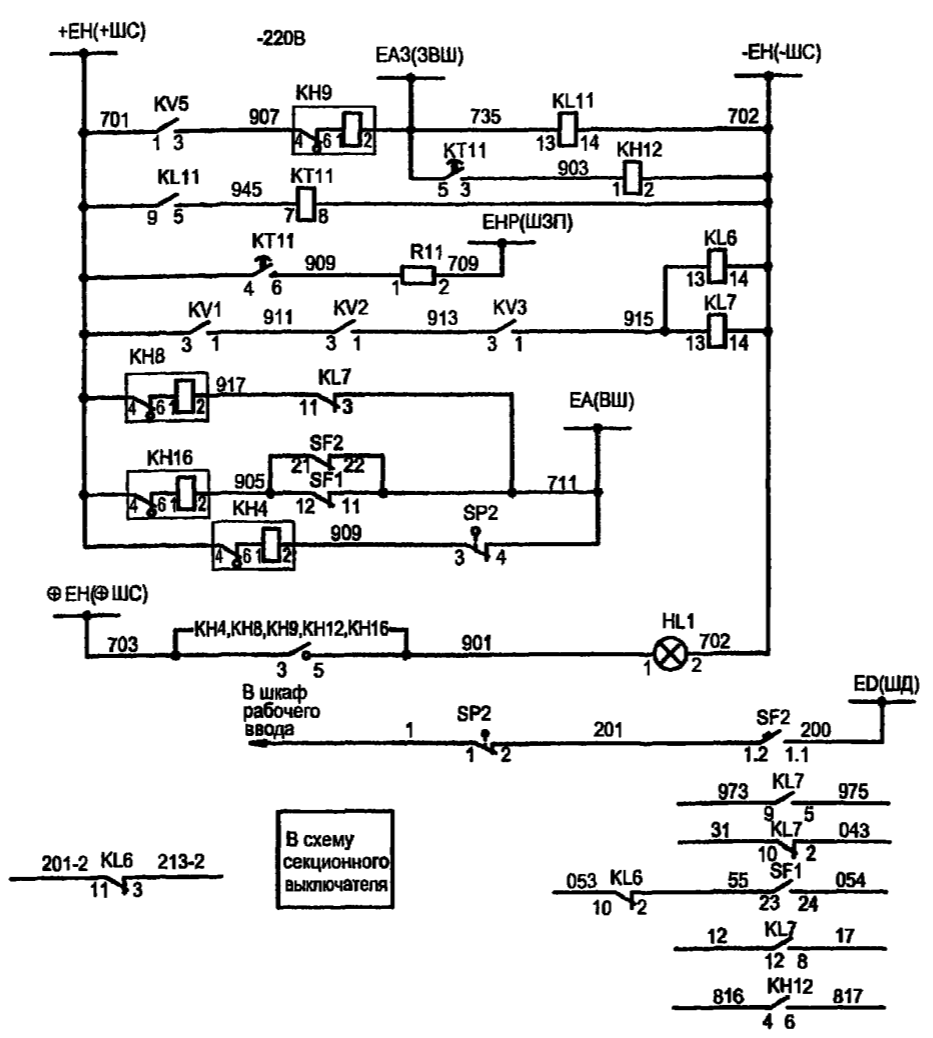 +ЕН(+ШС)
-220В
ЕАЗ(ЗВШ)
-ЕН(-ШС)
701 KV5 907 KH9 735 KL11 702
1 3 4 6 1 2 13 14
KT11 903 KH12
5 3 1 2
KL11 945 KT11
9 5 7 8
ЕНР(ШЗП)
KT11 909 R11 709
4 6 1 2
KL6
13 14
KV1 911 KV2 913 KV3 915 KL7
3 1 3 1 3 1 13 14
KH8 917 KL7
4 6 1 2 11 3
ЕА(ВШ)
SF2
21 22
KH16 905 SF1 711
4 6 1 2 12 11
KH4 909 SP2
4 6 1 2 3 4
⊕ ЕН(⊕ ШС)
703 KH4,KH8,KH9,KH12,KH16 901 HL1 702
3 5 1 2
ED(ШД)
В шкаф
рабочего
ввода
1 SP2 201 SF2 200
1 2 1.2 1.1
973 KL7 975
9 5
31 KL7 043
10 2
В схему
секционного
выключателя
201-2 KL6 213-2
11 3
053 KL6 55 SF1 054
10 2 23 24
12 KL7 17
12 8
816 KH12 817
4 6